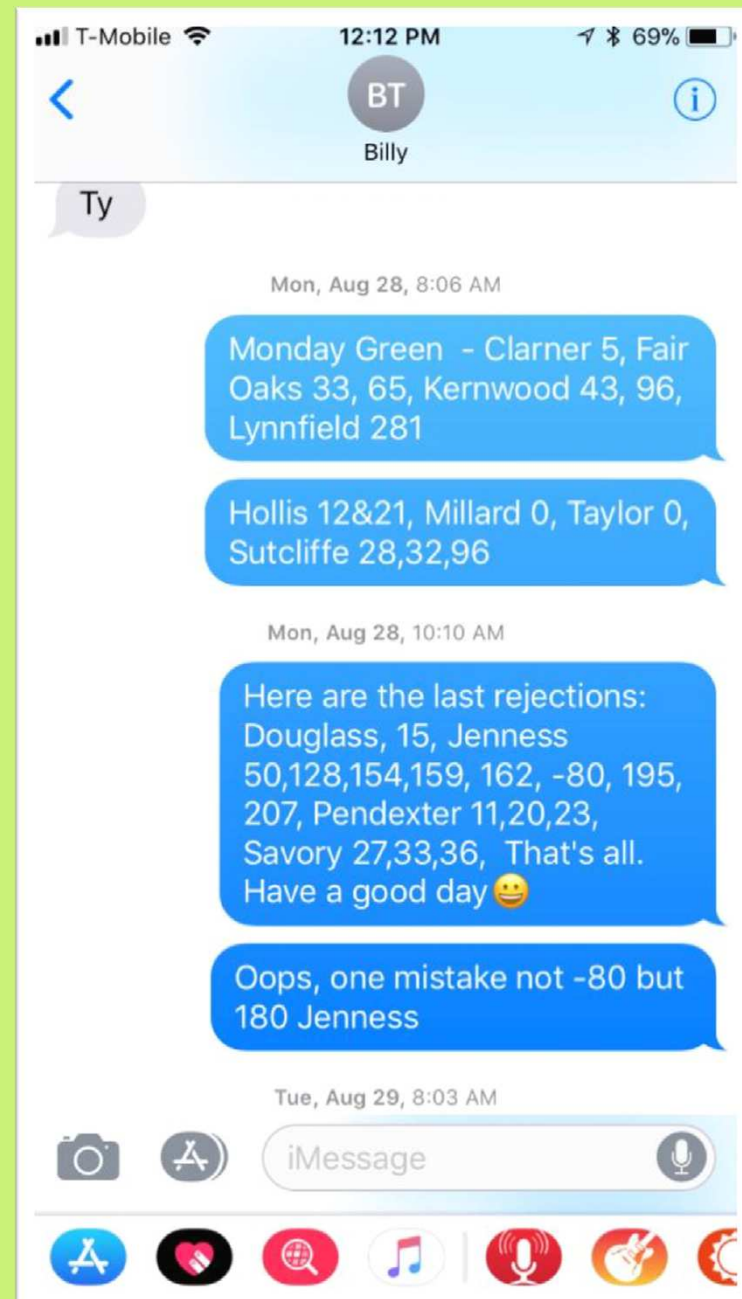 T-Mobile 12:12 PM 69%
BT
Billy
Ty
Mon, Aug 28, 8:06 AM
Monday Green - Clarner 5, Fair
Oaks 33, 65, Kernwood 43, 96,
Lynnfield 281
Hollis 12&21, Millard 0, Taylor 0,
Sutcliffe 28,32,96
Mon, Aug 28, 10:10 AM
Here are the last rejections:
Douglass, 15, Jenness
50,128,154,159, 162, -80, 195,
207, Pendexter 11,20,23,
Savory 27,33,36, That's all.
Have a good day😀
Oops, one mistake not -80 but
180 Jenness
Tue, Aug 29, 8:03 AM
iMessage